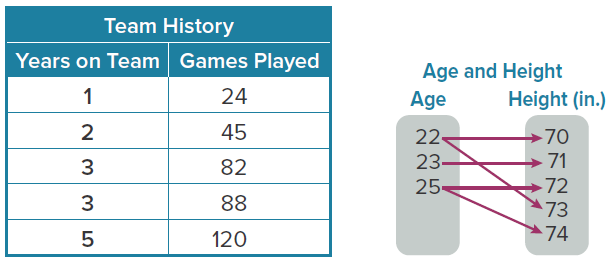 Team History
Years on Team Games Played
1 24
2 45
3 82
3 88
5 120
Age and Height
Age Height (in.)
22 70
23 71
25 72
73
74